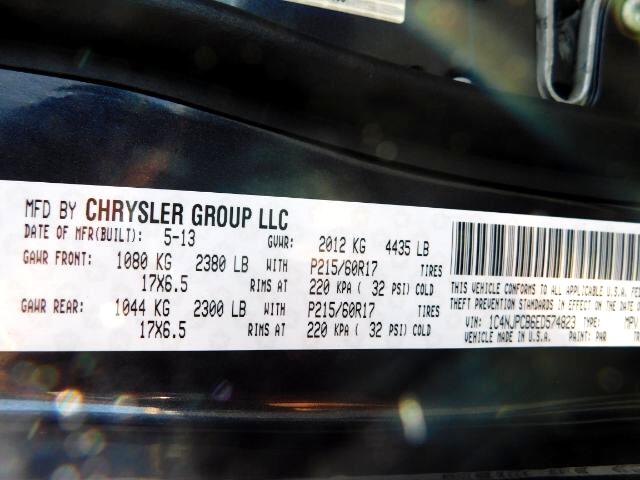 MFD BY CHRYSLER GROUP LLC
DATE OF MFR(BUILT): 5-13 GVWR: 2012 KG 4435 LB
GAWR FRONT: 1080 KG 2380 LB WITH P215/60R17 TIRES
17X6.5 RIMS AT 220 KPA ( 32 PSI) COLD
GAWR REAR: 1044 KG 2300 LB WITH P215/60R17 TIRES
17X6.5 RIMS AT 220 KPA ( 32 PSI) COLD
THIS VEHICLE CONFORMS TO ALL APPLICABLE U.S.A. FE
THEFT PREVENTION STANDARDS IN EFFECT ON THE DATE OF
VIN: 1C4NJPCB6ED574823 TYPE: MPV
VEHICLE MADE IN U.S.A. PAINT: PAR TR